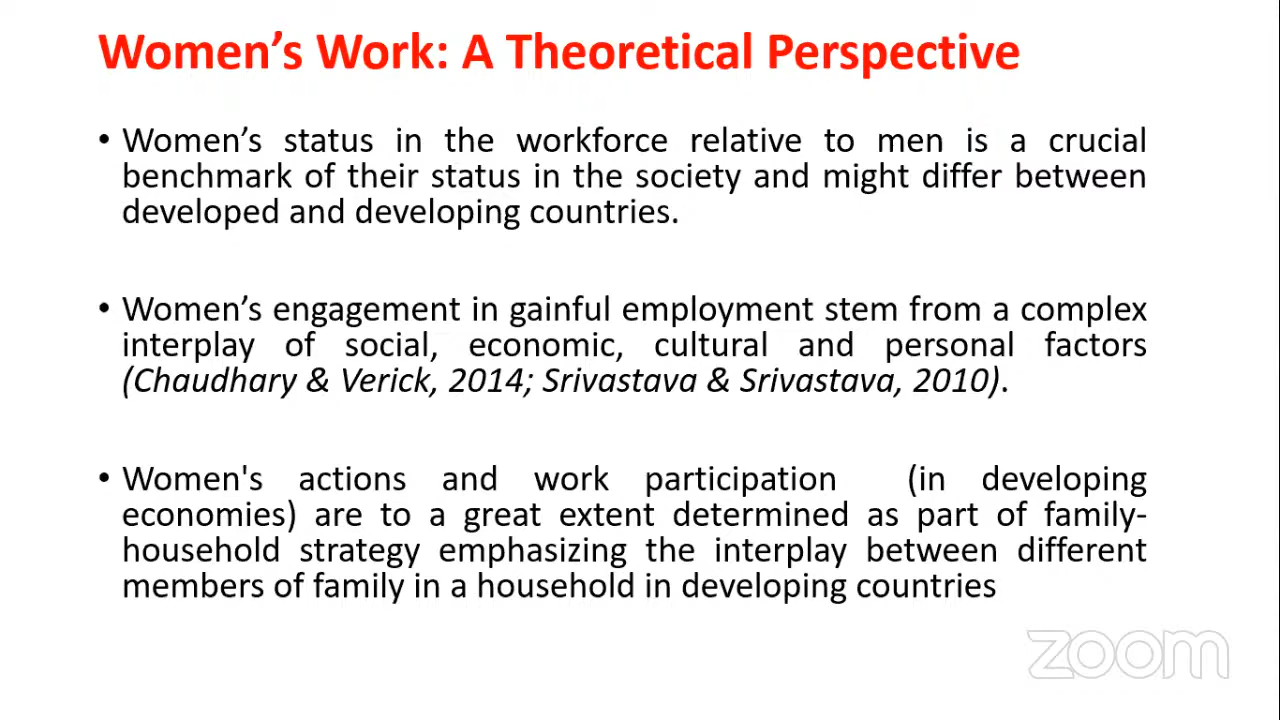 Women’s Work: A Theoretical Perspective
• Women’s status in the workforce relative to men is a crucial
benchmark of their status in the society and might differ between
developed and developing countries.
• Women’s engagement in gainful employment stem from a complex
interplay of social, economic, cultural and personal factors
(Chaudhary & Verick, 2014; Srivastava & Srivastava, 2010).
• Women's actions and work participation (in developing
economies) are to a great extent determined as part of family-
household strategy emphasizing the interplay between different
members of family in a household in developing countries
zoom